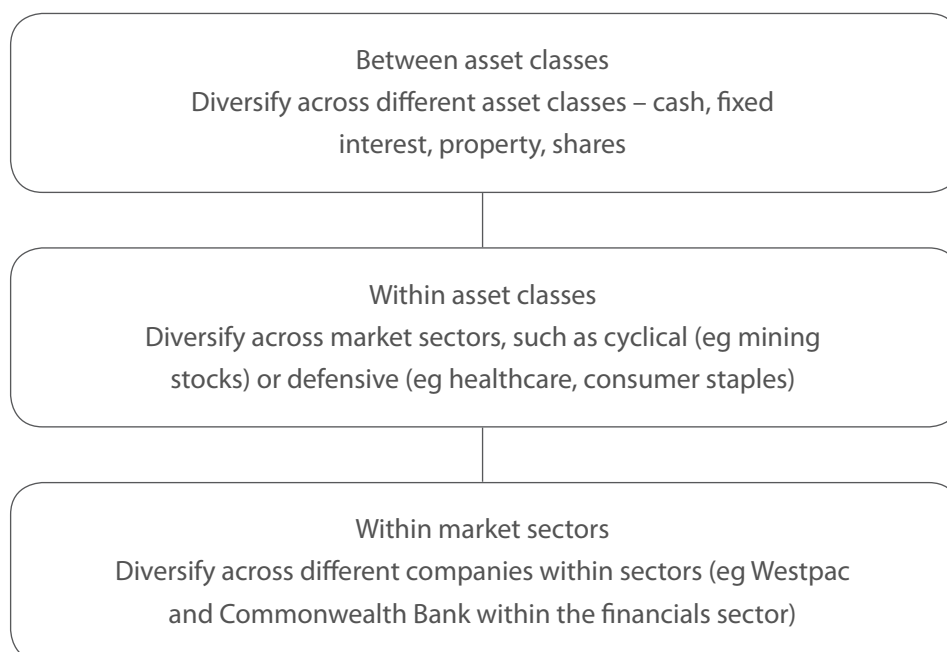 Between asset classes
Diversify across different asset classes – cash, fixed
interest, property, shares
Within asset classes
Diversify across market sectors, such as cyclical (eg mining
stocks) or defensive (eg healthcare, consumer staples)
Within market sectors
Diversify across different companies within sectors (eg Westpac
and Commonwealth Bank within the financials sector)